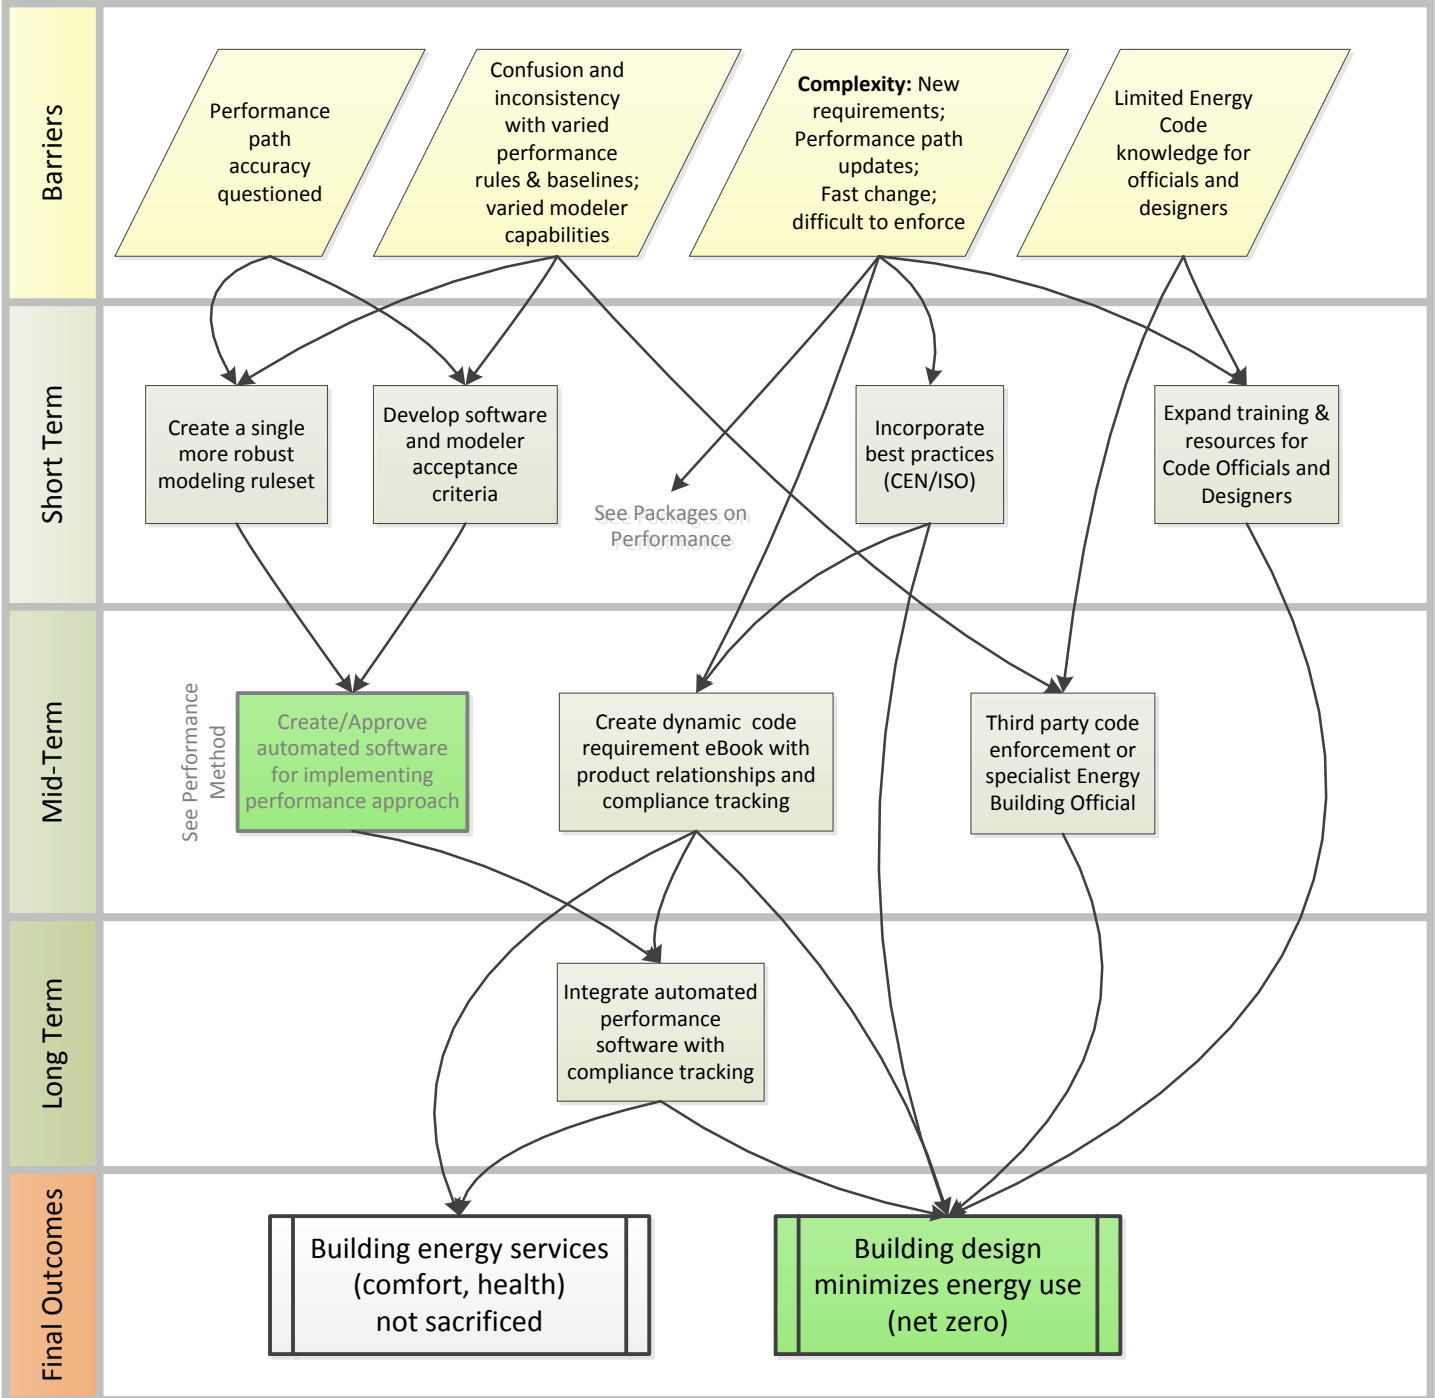 Barriers
Performance
path
accuracy
questioned
Confusion and
inconsistency
with varied
performance
rules & baselines;
varied modeler
capabilities
Complexity: New
requirements;
Performance path
updates;
Fast change;
difficult to enforce
Limited Energy
Code
knowledge for
officials and
designers
Short Term
Create a single
more robust
modeling ruleset
Develop software
and modeler
acceptance
criteria
See Packages on
Performance
Incorporate
best practices
(CEN/ISO)
Expand training &
resources for
Code Officials and
Designers
Mid-Term
See Performance
Method
Create/Approve
automated software
for implementing
performance approach
Create dynamic code
requirement eBook with
product relationships and
compliance tracking
Third party code
enforcement or
specialist Energy
Building Official
Long Term
Integrate automated
performance
software with
compliance tracking
Final Outcomes
Building energy services
(comfort, health)
not sacrificed
Building design
minimizes energy use
(net zero)